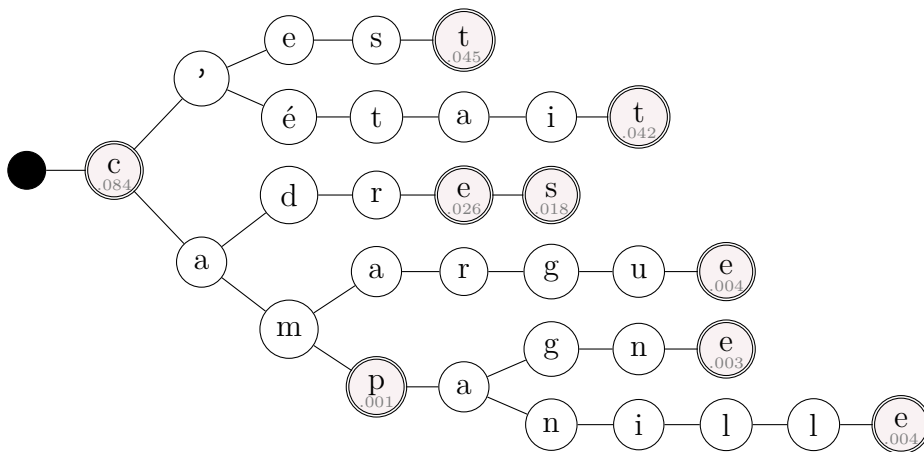 e s t .045
,
é t a i t .042
c .084
d r e .026 s .018
a
a r g u e .004
m
g n e .003
p .001 a
n i l l e .004